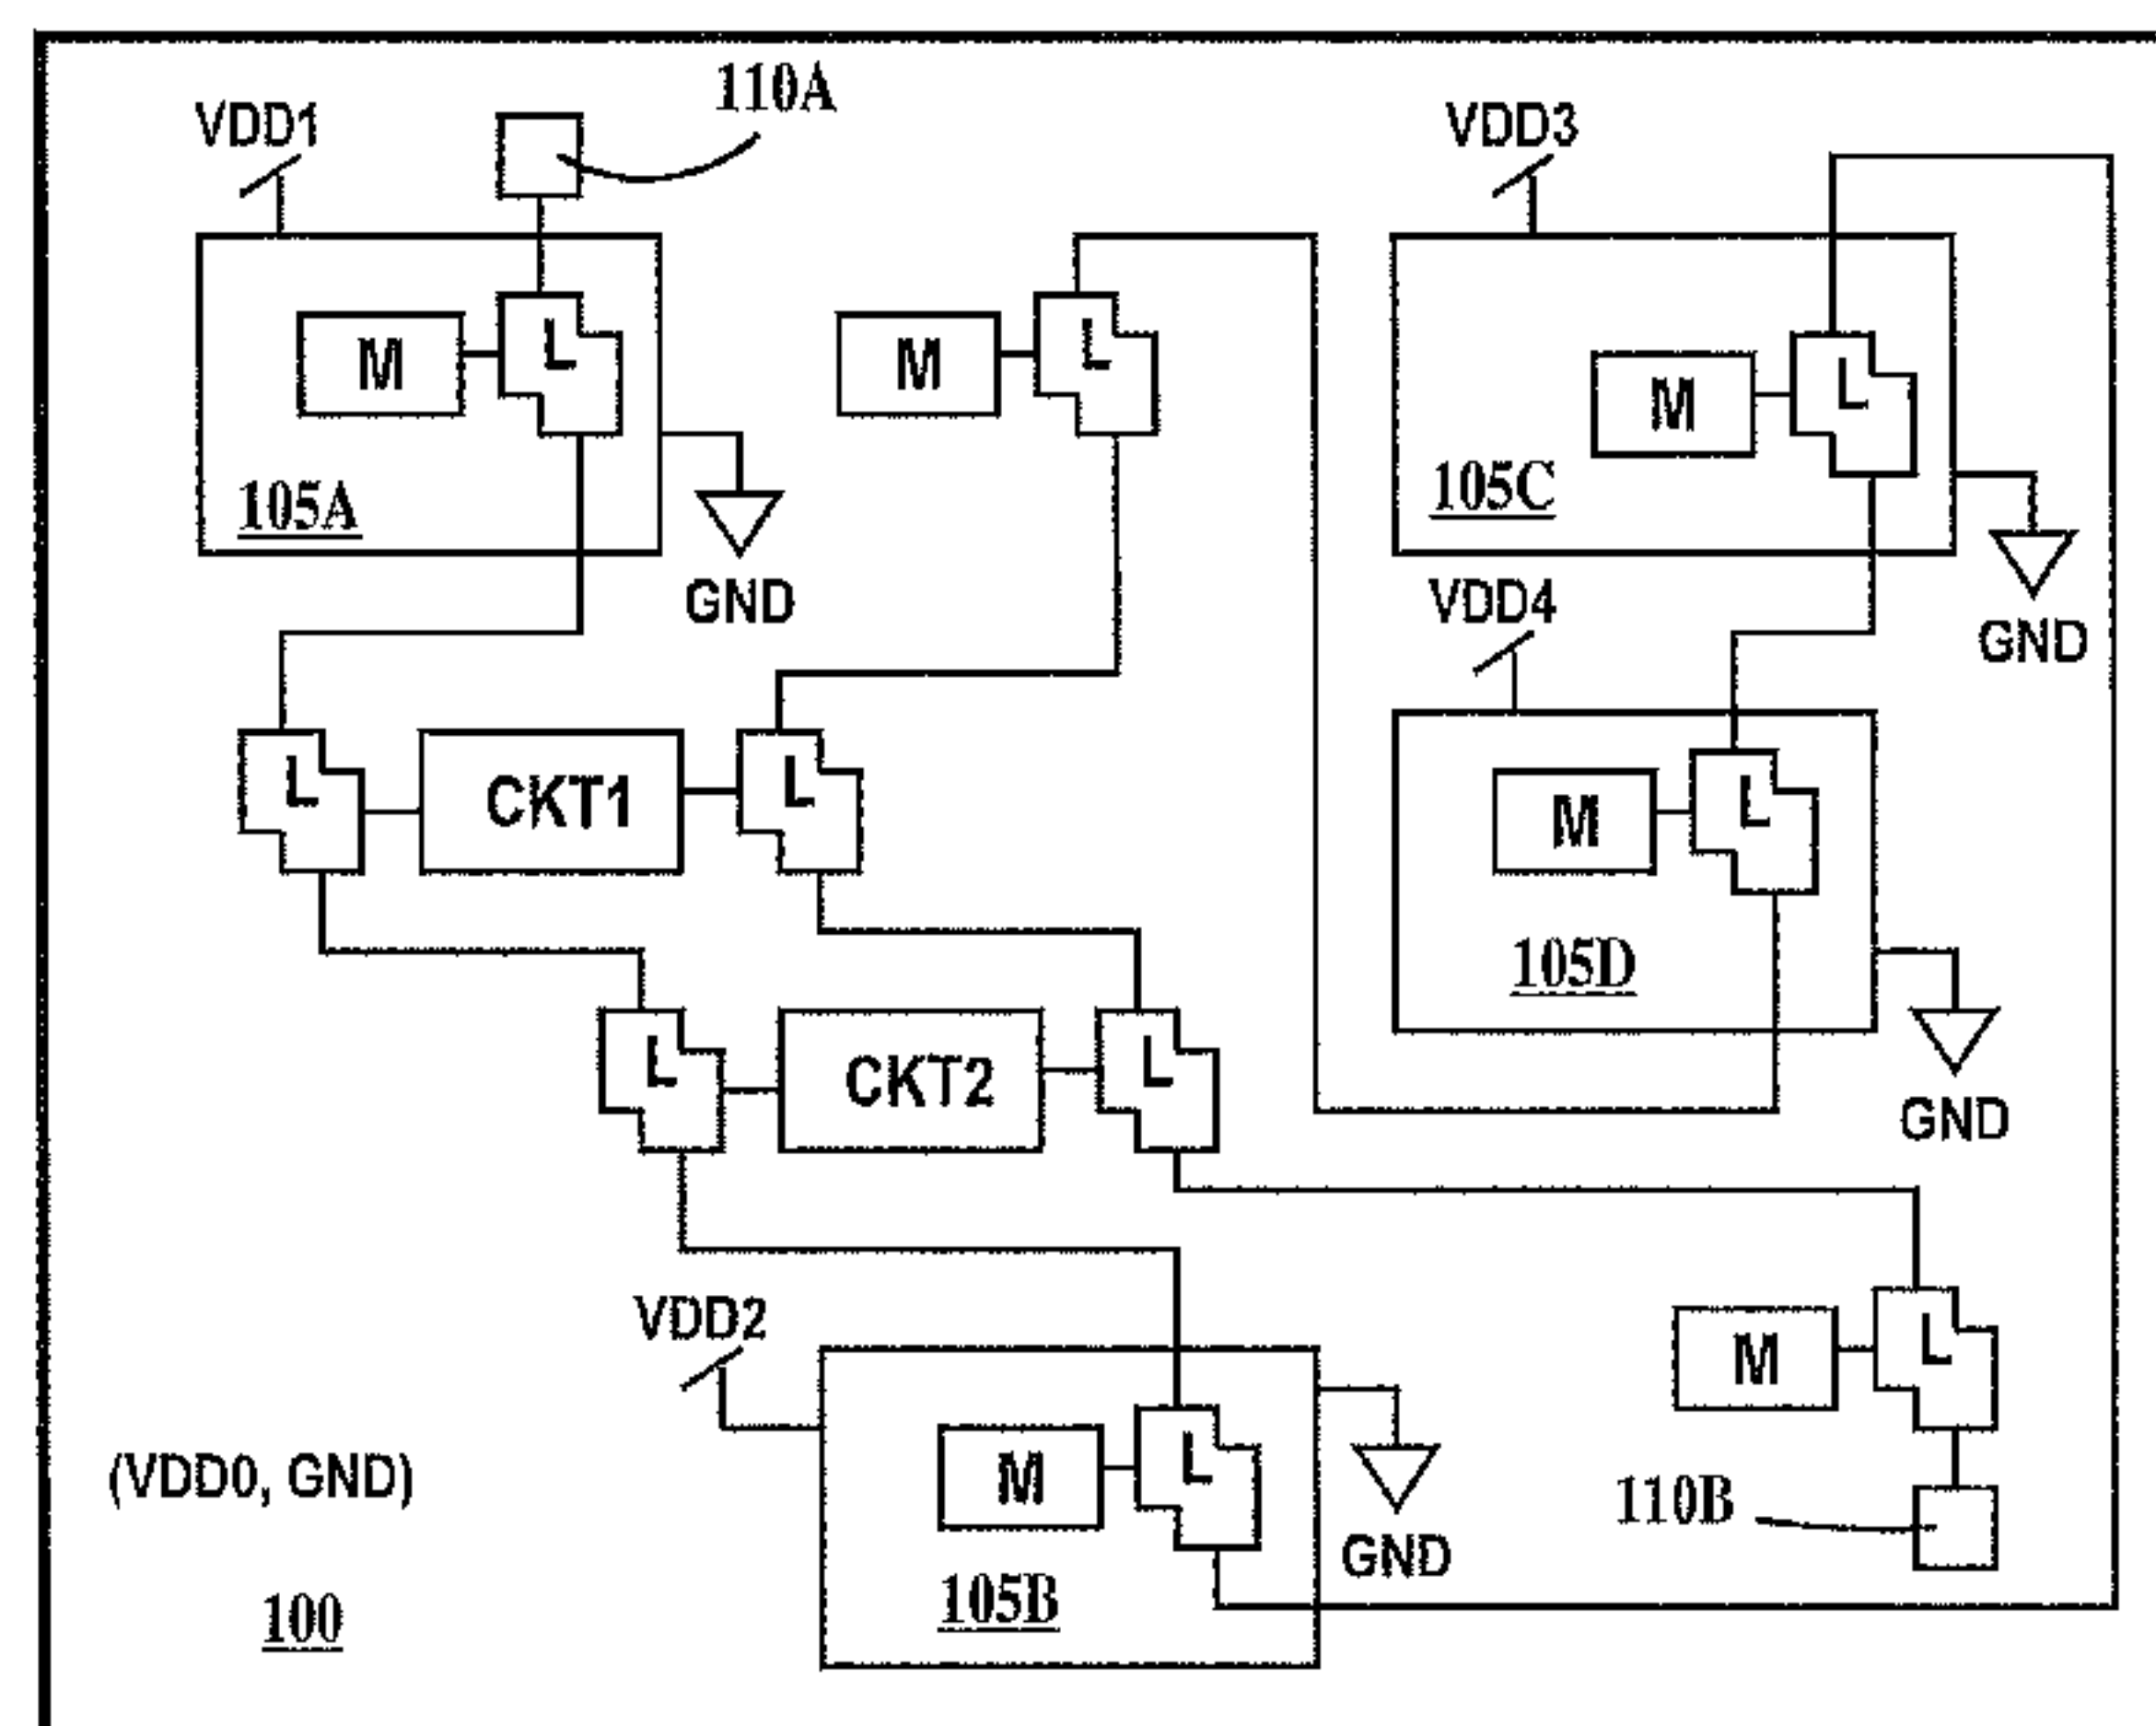 110A
VDD1
VDD3
M
L
M
L
M
L
105A
105C
GND
VDD4
GND
L
CKT1
L
M
L
105D
L
CKT2
L
GND
VDD2
M
L
(VDD0, GND)
M
L
110B
GND
105B
100